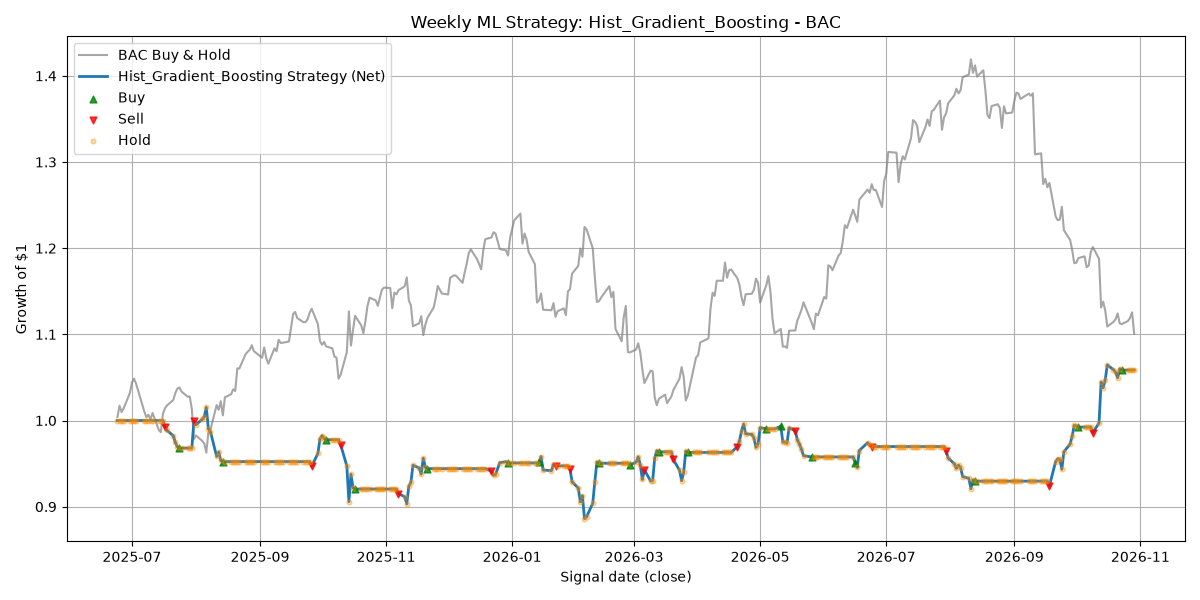 Weekly ML Strategy: Hist_Gradient_Boosting - BAC
BAC Buy & Hold
Hist_Gradient_Boosting Strategy (Net)
Buy
Sell
Hold
Growth of $1
1.4
1.3
1.2
1.1
1.0
0.9
2025-07
2025-09
2025-11
2026-01
2026-03
2026-05
2026-07
2026-09
2026-11
Signal date (close)